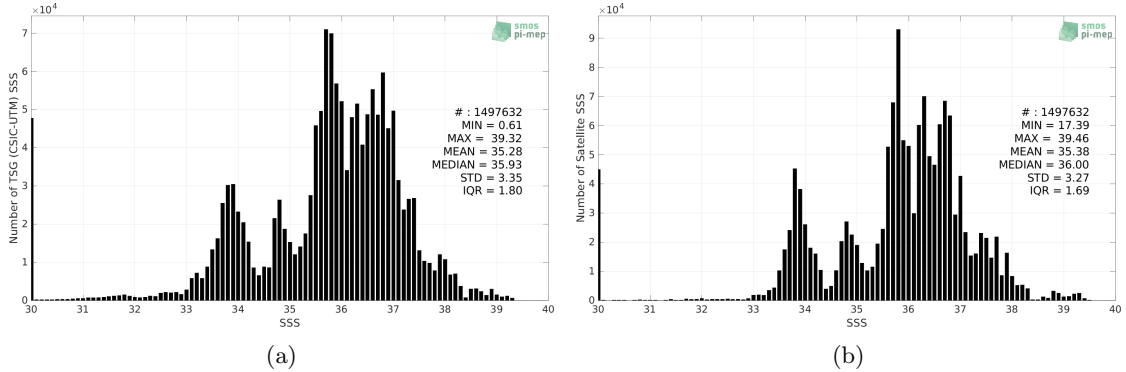 ×10⁴
smos
pi-mep
Number of TSG (CSIC-UTM) SSS
7
6
5
4
3
2
1
0
# : 1497632
MIN = 0.61
MAX = 39.32
MEAN = 35.28
MEDIAN = 35.93
STD = 3.35
IQR = 1.80
30 31 32 33 34 35 36 37 38 39 40
SSS
(a)
×10⁴
smos
pi-mep
Number of Satellite SSS
9
8
7
6
5
4
3
2
1
0
# : 1497632
MIN = 17.39
MAX = 39.46
MEAN = 35.38
MEDIAN = 36.00
STD = 3.27
IQR = 1.69
30 31 32 33 34 35 36 37 38 39 40
SSS
(b)